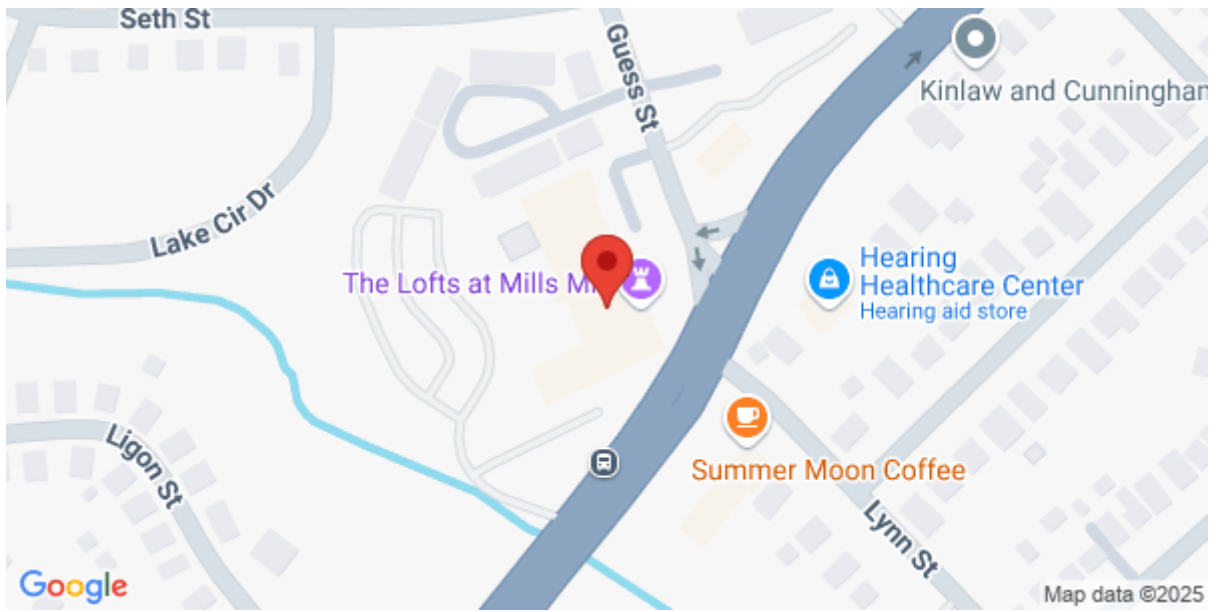 Seth St
Guess St
Kinlaw and Cunningham
Lake Cir Dr
The Lofts at Mills Mi
Hearing
Healthcare Center
Hearing aid store
Ligon St
Summer Moon Coffee
Lynn St
Google
Map data ©2025